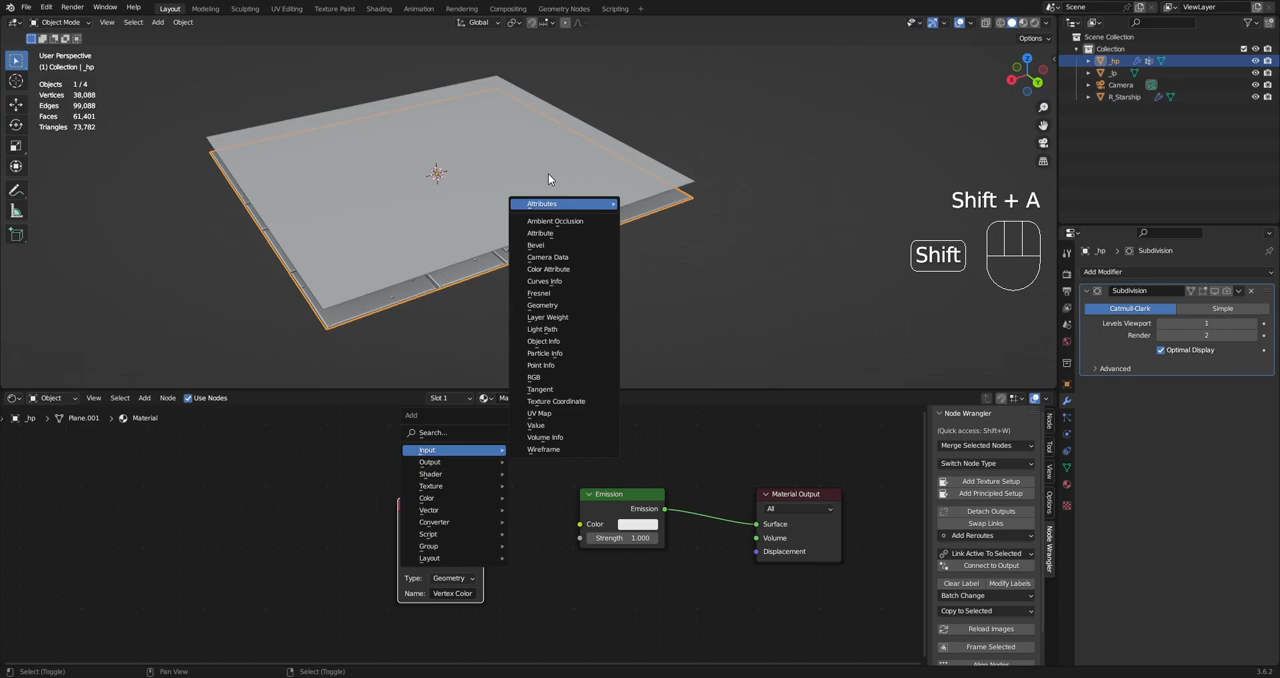 File Edit Render Window Help
Layout Modeling Sculpting UV Editing Texture Paint Shading Animation Rendering Compositing Geometry Nodes Scripting +
Scene
ViewLayer
Object Mode View Select Add Object
Global
Options
User Perspective
(1) Collection | _hp
Objects 1 / 4
Vertices 38,088
Edges 99,088
Faces 61,401
Triangles 73,782
Z
X
Y
Shift + A
Shift
Scene Collection
Collection
_hp
_lp
Camera
R_Starship
_hp > Subdivision
Add Modifier
Subdivision
Catmull-Clark Simple
Levels Viewport 1
Render 2
Optimal Display
Advanced
Attributes
Ambient Occlusion
Attribute
Bevel
Camera Data
Color Attribute
Curves Info
Fresnel
Geometry
Layer Weight
Light Path
Object Info
Particle Info
Point Info
RGB
Tangent
Texture Coordinate
UV Map
Value
Volume Info
Wireframe
Object View Select Add Node Use Nodes Slot 1 Ma
_hp > Plane.001 > Material
Add
Search...
Input
Output
Shader
Texture
Color
Vector
Converter
Script
Group
Layout
Type: Geometry
Name: Vertex Color
Emission
Emission
Color
Strength 1.000
Material Output
All
Surface
Volume
Displacement
Node Wrangler
(Quick access: Shift+W)
Merge Selected Nodes
Switch Node Type
Add Texture Setup
Add Principled Setup
Detach Outputs
Swap Links
Add Reroutes
Link Active To Selected
Connect to Output
Clear Label Modify Labels
Batch Change
Copy to Selected
Reload Images
Frame Selected
Align Nodes
Node
Tool
View
Options
Node Wrangler
Select (Toggle)
Pan View
Select (Toggle)
3.6.2